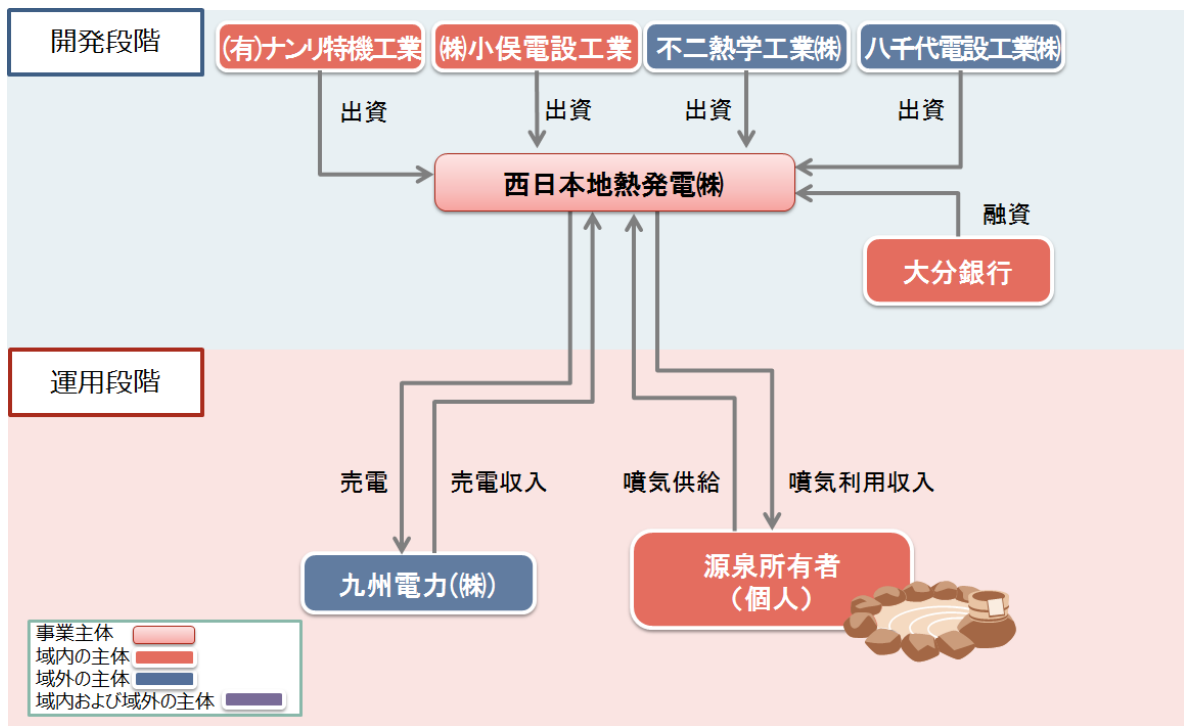 開発段階
(有)ナンリ特機工業
㈱小俣電設工業
不二熱学工業㈱
八千代電設工業㈱
出資
出資
出資
出資
西日本地熱発電㈱
融資
大分銀行
運用段階
売電
売電収入
噴気供給
噴気利用収入
九州電力(㈱)
源泉所有者
（個人）
事業主体
域内の主体
域外の主体
域内および域外の主体